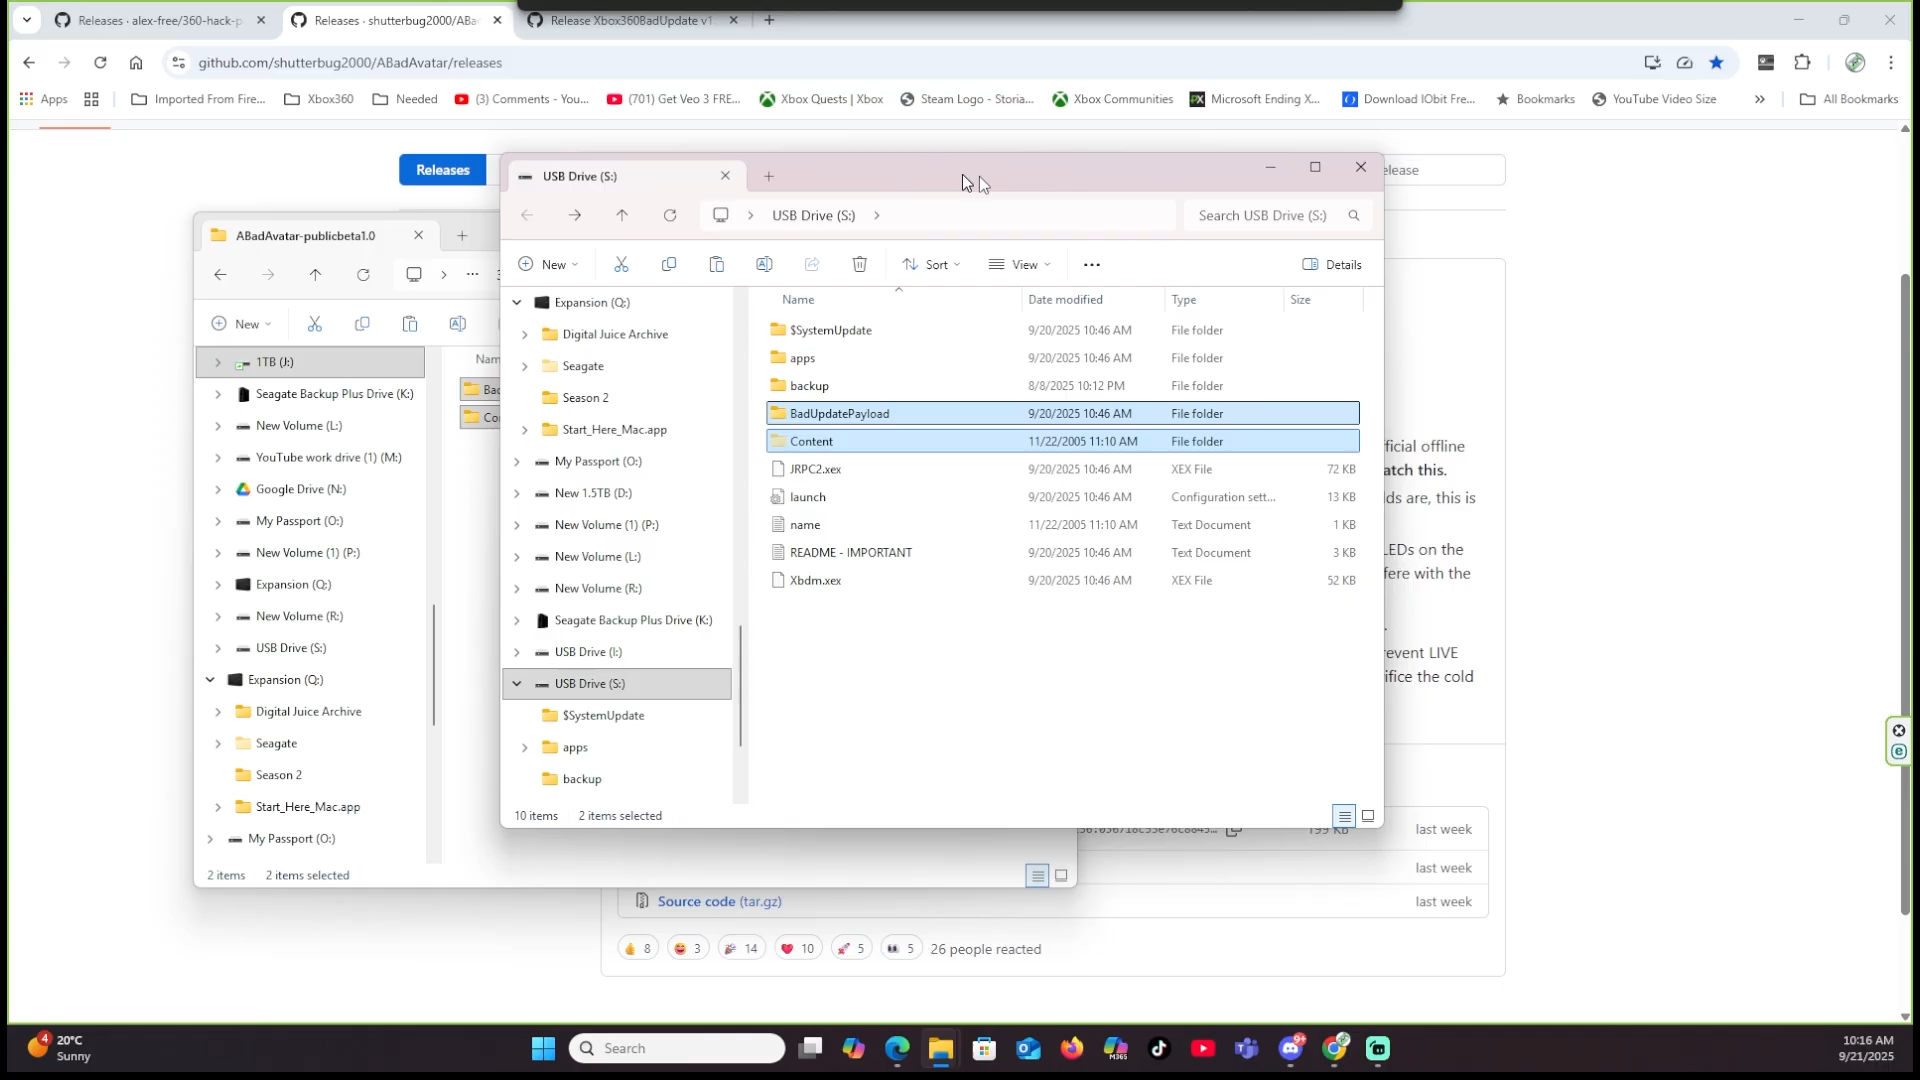 Releases · alex-free/360-hack-p
Releases · shutterbug2000/ABa
Release Xbox360BadUpdate v1
github.com/shutterbug2000/ABadAvatar/releases
Apps
Imported From Fire...
Xbox360
Needed
(3) Comments - You...
(701) Get Veo 3 FRE...
Xbox Quests | Xbox
Steam Logo - Storia...
Xbox Communities
Microsoft Ending X...
Download IObit Fre...
Bookmarks
YouTube Video Size
»
All Bookmarks
Releases
elease
USB Drive (S:)
USB Drive (S:)
Search USB Drive (S:)
New
Sort
View
Details
Name
Date modified
Type
Size
$SystemUpdate 9/20/2025 10:46 AM File folder
apps 9/20/2025 10:46 AM File folder
backup 8/8/2025 10:12 PM File folder
BadUpdatePayload 9/20/2025 10:46 AM File folder
Content 11/22/2005 11:10 AM File folder
JRPC2.xex 9/20/2025 10:46 AM XEX File 72 KB
launch 9/20/2025 10:46 AM Configuration sett... 13 KB
name 11/22/2005 11:10 AM Text Document 1 KB
README - IMPORTANT 9/20/2025 10:46 AM Text Document 3 KB
Xbdm.xex 9/20/2025 10:46 AM XEX File 52 KB
Expansion (Q:)
Digital Juice Archive
Seagate
Season 2
Start_Here_Mac.app
My Passport (O:)
New 1.5TB (D:)
New Volume (1) (P:)
New Volume (L:)
New Volume (R:)
Seagate Backup Plus Drive (K:)
USB Drive (I:)
USB Drive (S:)
$SystemUpdate
apps
backup
10 items 2 items selected
ABadAvatar-publicbeta1.0
New
Nam
Bac
Co
1TB (J:)
Seagate Backup Plus Drive (K:)
New Volume (L:)
YouTube work drive (1) (M:)
Google Drive (N:)
My Passport (O:)
New Volume (1) (P:)
Expansion (Q:)
New Volume (R:)
USB Drive (S:)
Expansion (Q:)
Digital Juice Archive
Seagate
Season 2
Start_Here_Mac.app
My Passport (O:)
2 items 2 items selected
ficial offline
atch this.
lds are, this is
LEDs on the
fere with the
revent LIVE
ifice the cold
199 KB last week
last week
Source code (tar.gz) last week
8 3 14 10 5 5 26 people reacted
4
20°C
Sunny
Search
M365
9+
10:16 AM
9/21/2025